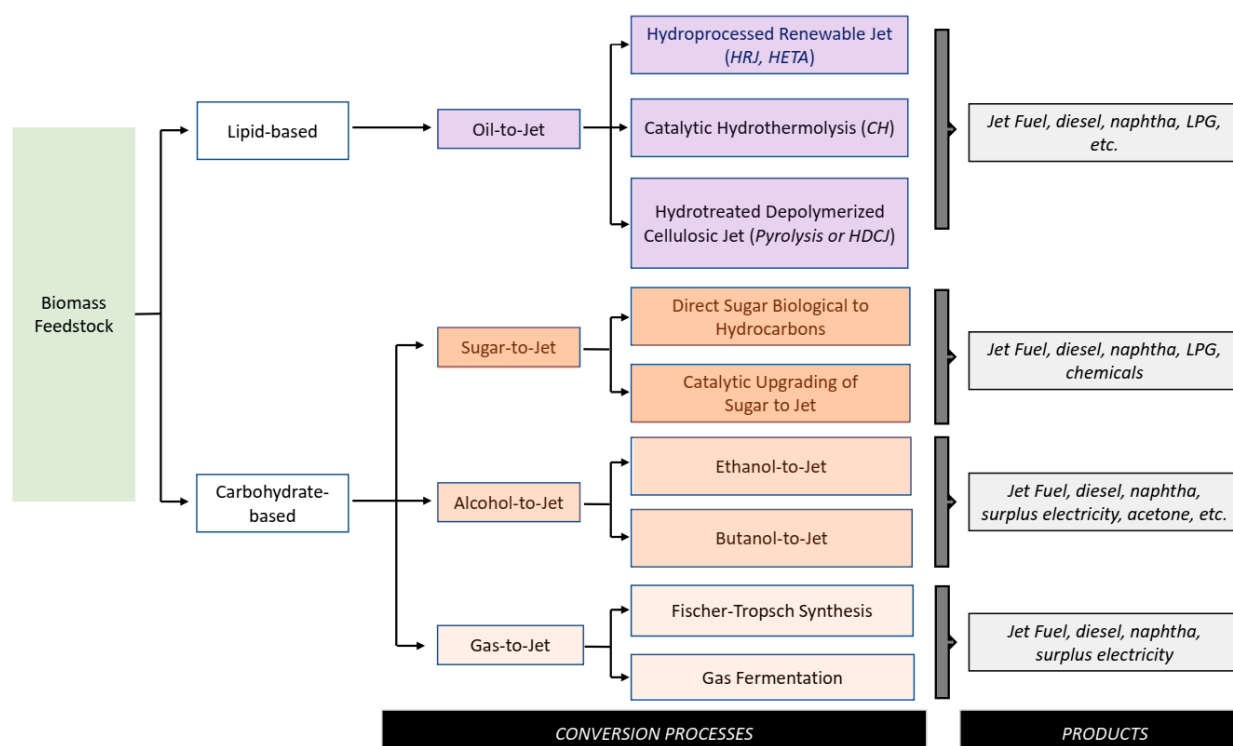 Biomass
Feedstock
Lipid-based
Carbohydrate-
based
Oil-to-Jet
Sugar-to-Jet
Alcohol-to-Jet
Gas-to-Jet
Hydroprocessed Renewable Jet
(HRJ, HETA)
Catalytic Hydrothermolysis (CH)
Hydrotreated Depolymerized
Cellulosic Jet (Pyrolysis or HDCJ)
Direct Sugar Biological to
Hydrocarbons
Catalytic Upgrading of
Sugar to Jet
Ethanol-to-Jet
Butanol-to-Jet
Fischer-Tropsch Synthesis
Gas Fermentation
Jet Fuel, diesel, naphtha, LPG,
etc.
Jet Fuel, diesel, naphtha, LPG,
chemicals
Jet Fuel, diesel, naphtha,
surplus electricity, acetone, etc.
Jet Fuel, diesel, naphtha,
surplus electricity
CONVERSION PROCESSES
PRODUCTS